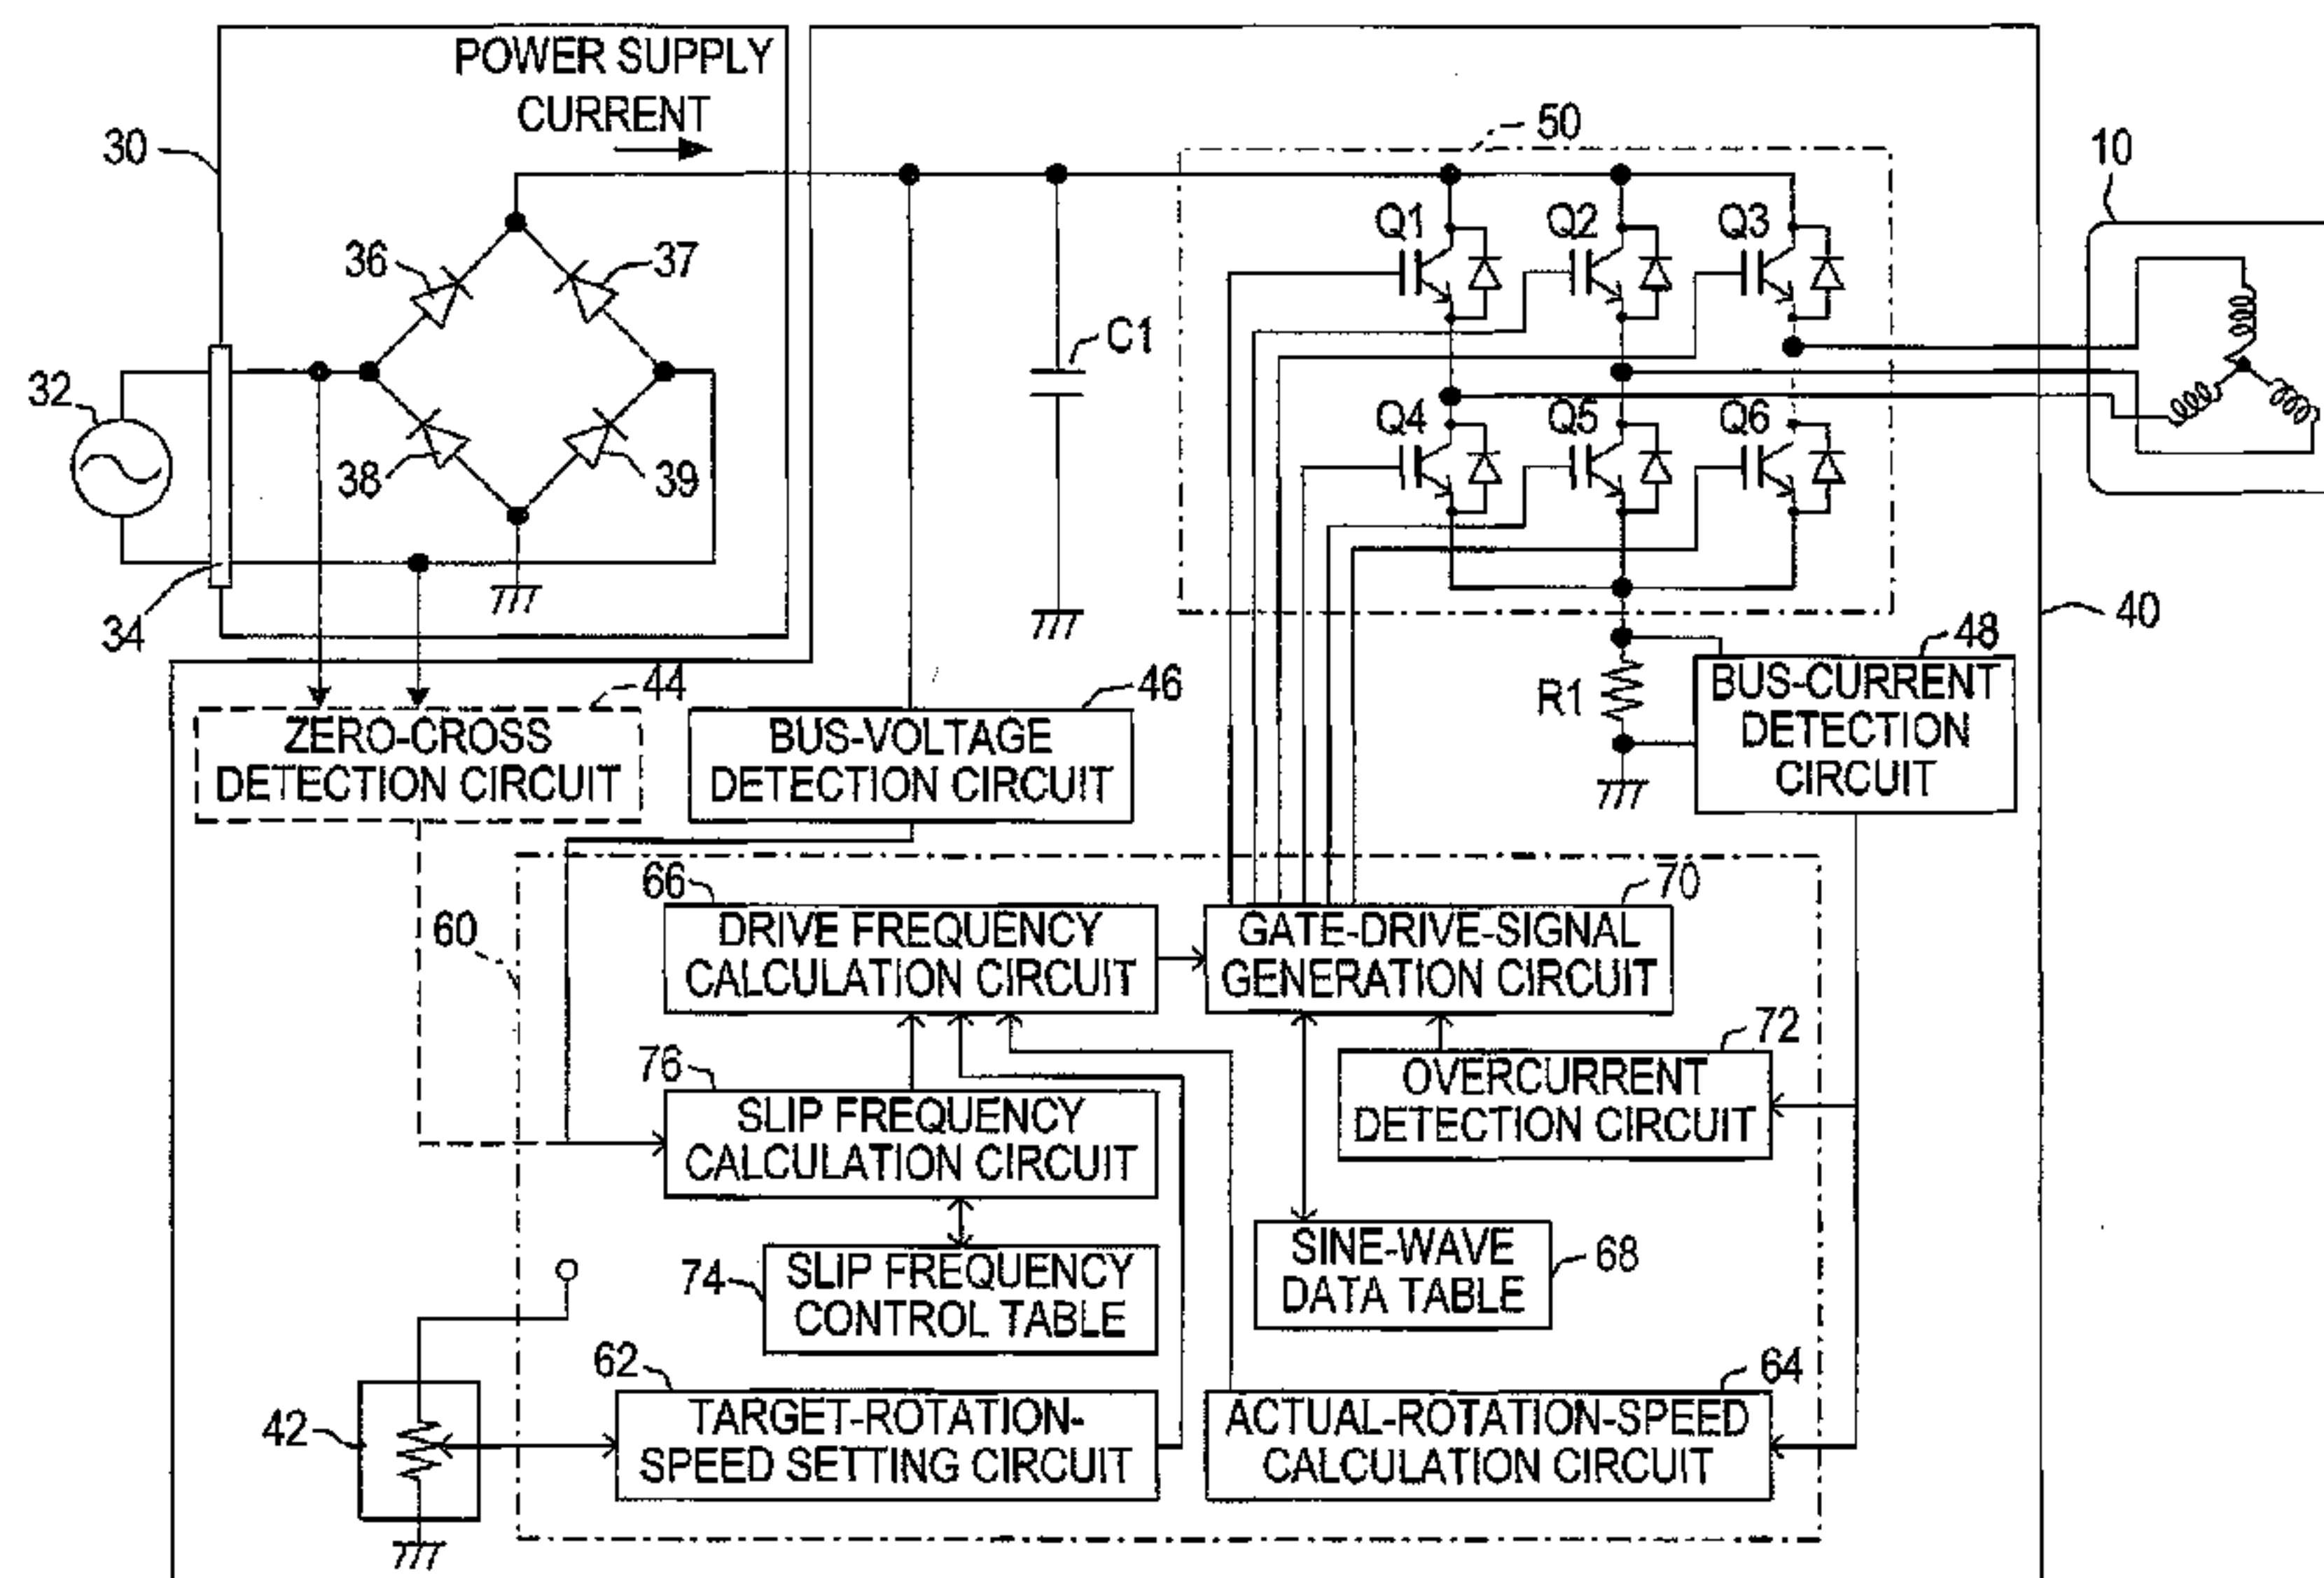 POWER SUPPLY
CURRENT
30
50
10
Q1
Q2
Q3
36
37
C1
32
Q4
Q5
Q6
38
39
34
40
44
46
48
R1
ZERO-CROSS
DETECTION CIRCUIT
BUS-VOLTAGE
DETECTION CIRCUIT
BUS-CURRENT
DETECTION
CIRCUIT
66
70
60
DRIVE FREQUENCY
CALCULATION CIRCUIT
GATE-DRIVE-SIGNAL
GENERATION CIRCUIT
76
72
SLIP FREQUENCY
CALCULATION CIRCUIT
OVERCURRENT
DETECTION CIRCUIT
74
SLIP FREQUENCY
CONTROL TABLE
SINE-WAVE
DATA TABLE
68
62
64
42
TARGET-ROTATION-
SPEED SETTING CIRCUIT
ACTUAL-ROTATION-SPEED
CALCULATION CIRCUIT